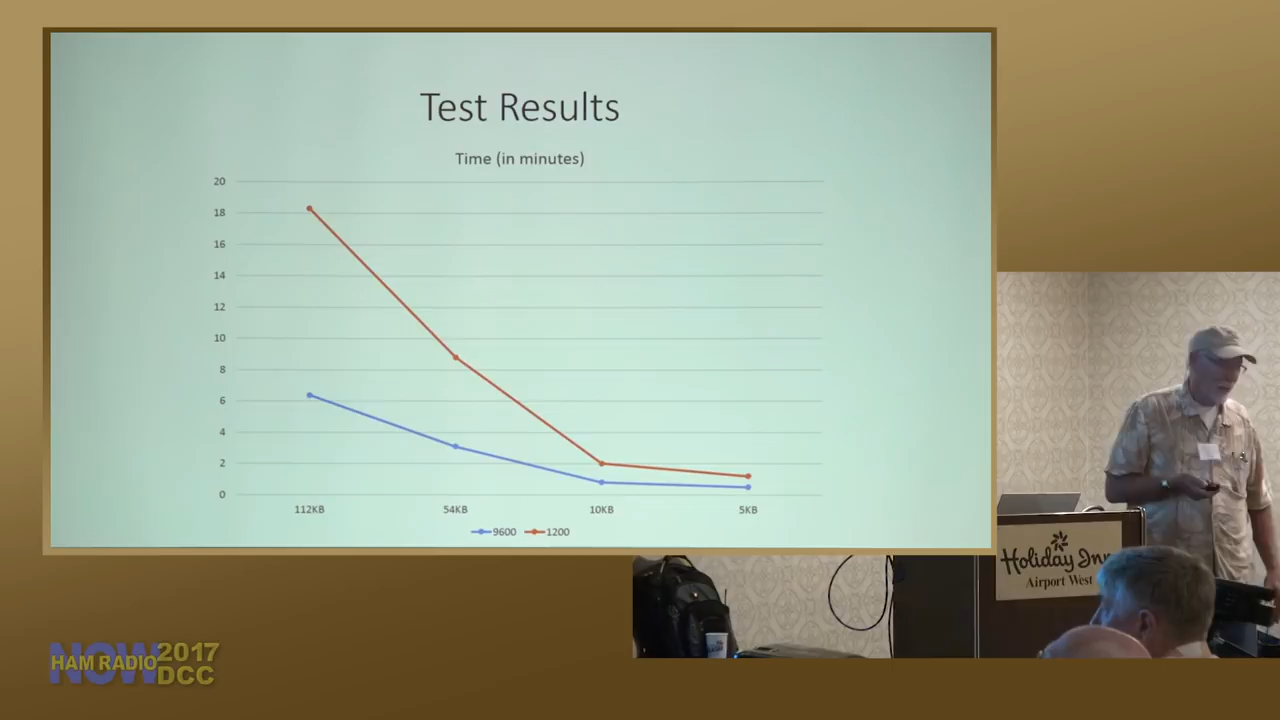 Test Results
Time (in minutes)
20
18
16
14
12
10
8
6
4
2
0
112KB
54KB
10KB
5KB
9600
1200
Holiday Inn
Airport West
NOW
HAM RADIO 2017
DCC